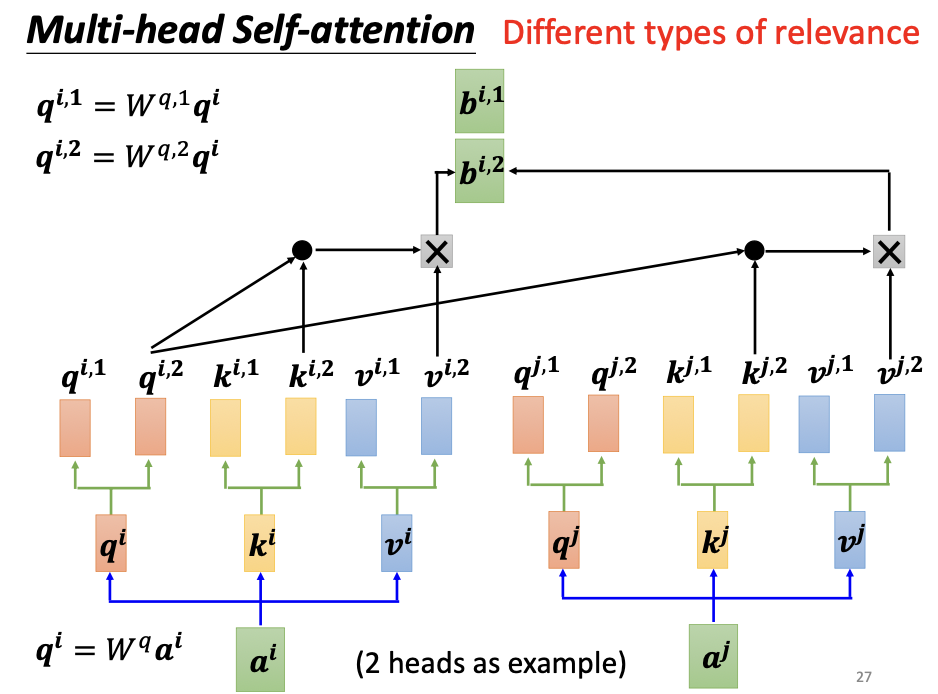 Multi-head Self-attention Different types of relevance
q^{i,1} = W^{q,1}q^i
q^{i,2} = W^{q,2}q^i
b^{i,1}
b^{i,2}
q^{i,1} q^{i,2} k^{i,1} k^{i,2} v^{i,1} v^{i,2} q^{j,1} q^{j,2} k^{j,1} k^{j,2} v^{j,1} v^{j,2}
q^i k^i v^i q^j k^j v^j
q^i = W^q a^i
a^i
(2 heads as example)
a^j
27